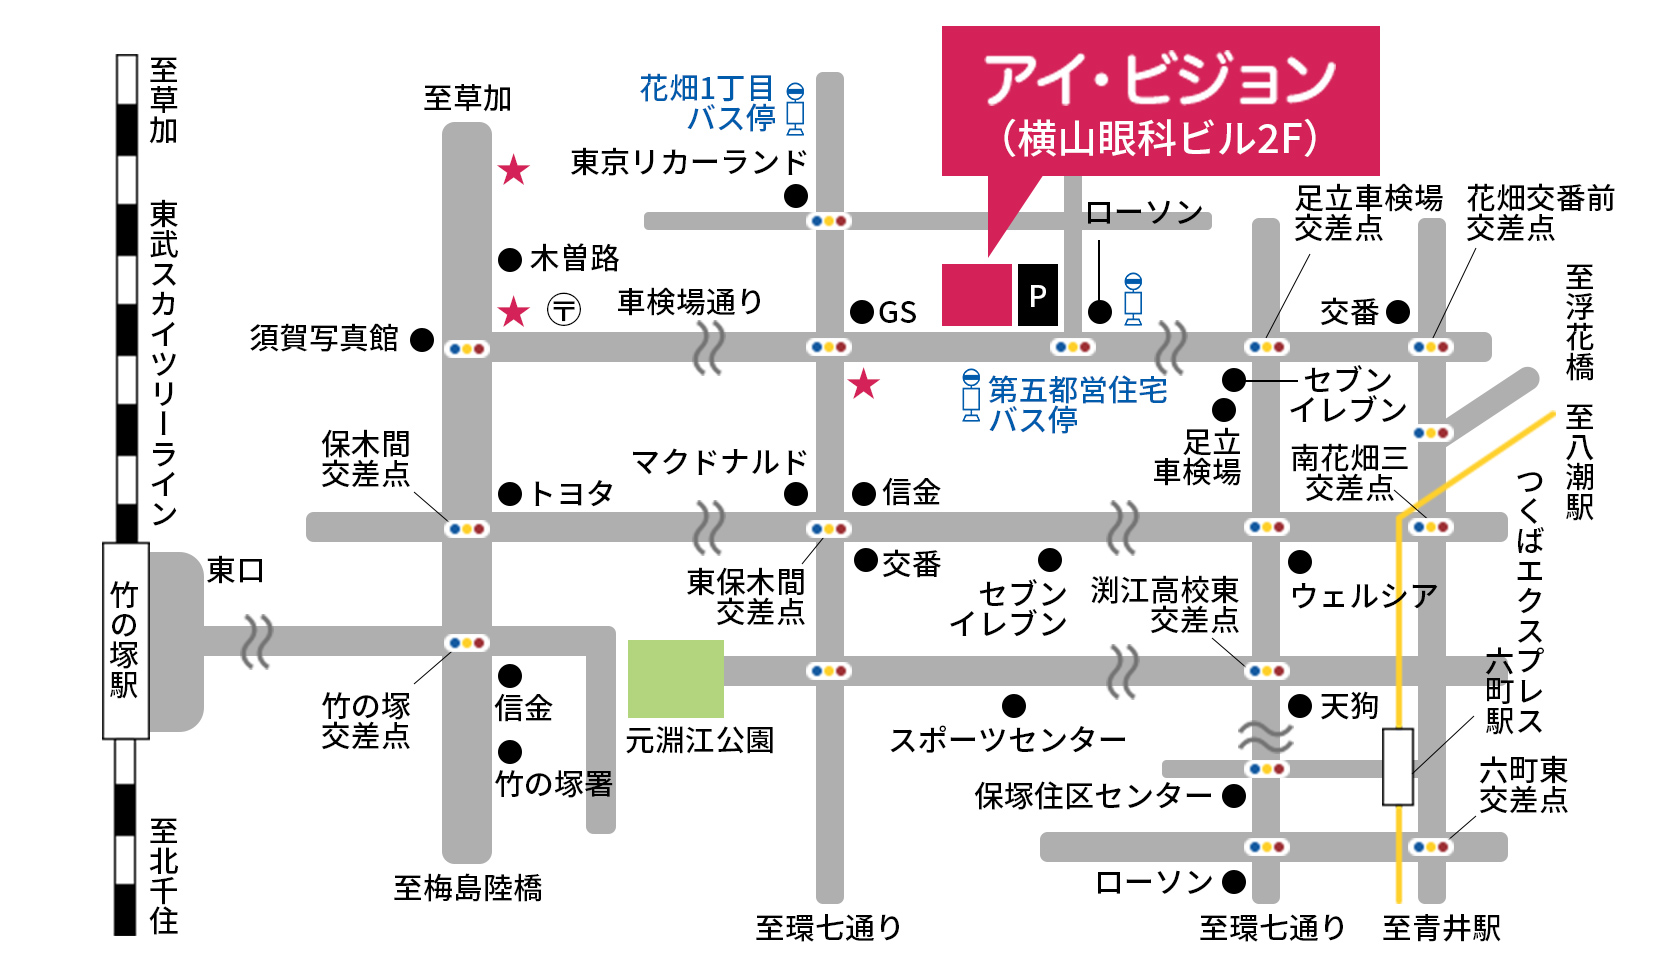 至草加
東武スカイツリーライン
竹の塚駅
至北千住
東口
至草加
木曽路
〒
須賀写真館
車検場通り
花畑1丁目
バス停
東京リカーランド
アイ・ビジョン
（横山眼科ビル2F）
ローソン
足立車検場
交差点
花畑交番前
交差点
至浮花橋
至八潮駅
つくばエクスプレス
GS
P
交番
第五都営住宅
バス停
セブン
イレブン
足立
車検場
南花畑三
交差点
保木間
交差点
トヨタ
マクドナルド
信金
東保木間
交差点
交番
セブン
イレブン
渕江高校東
交差点
ウェルシア
竹の塚
交差点
信金
竹の塚署
元淵江公園
スポーツセンター
天狗
六町駅
保塚住区センター
六町東
交差点
ローソン
至梅島陸橋
至環七通り
至環七通り
至青井駅